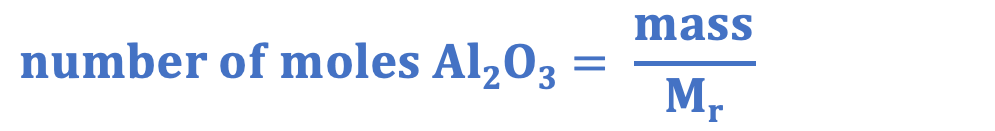 number of moles Al₂O₃ = mass / Mᵣ